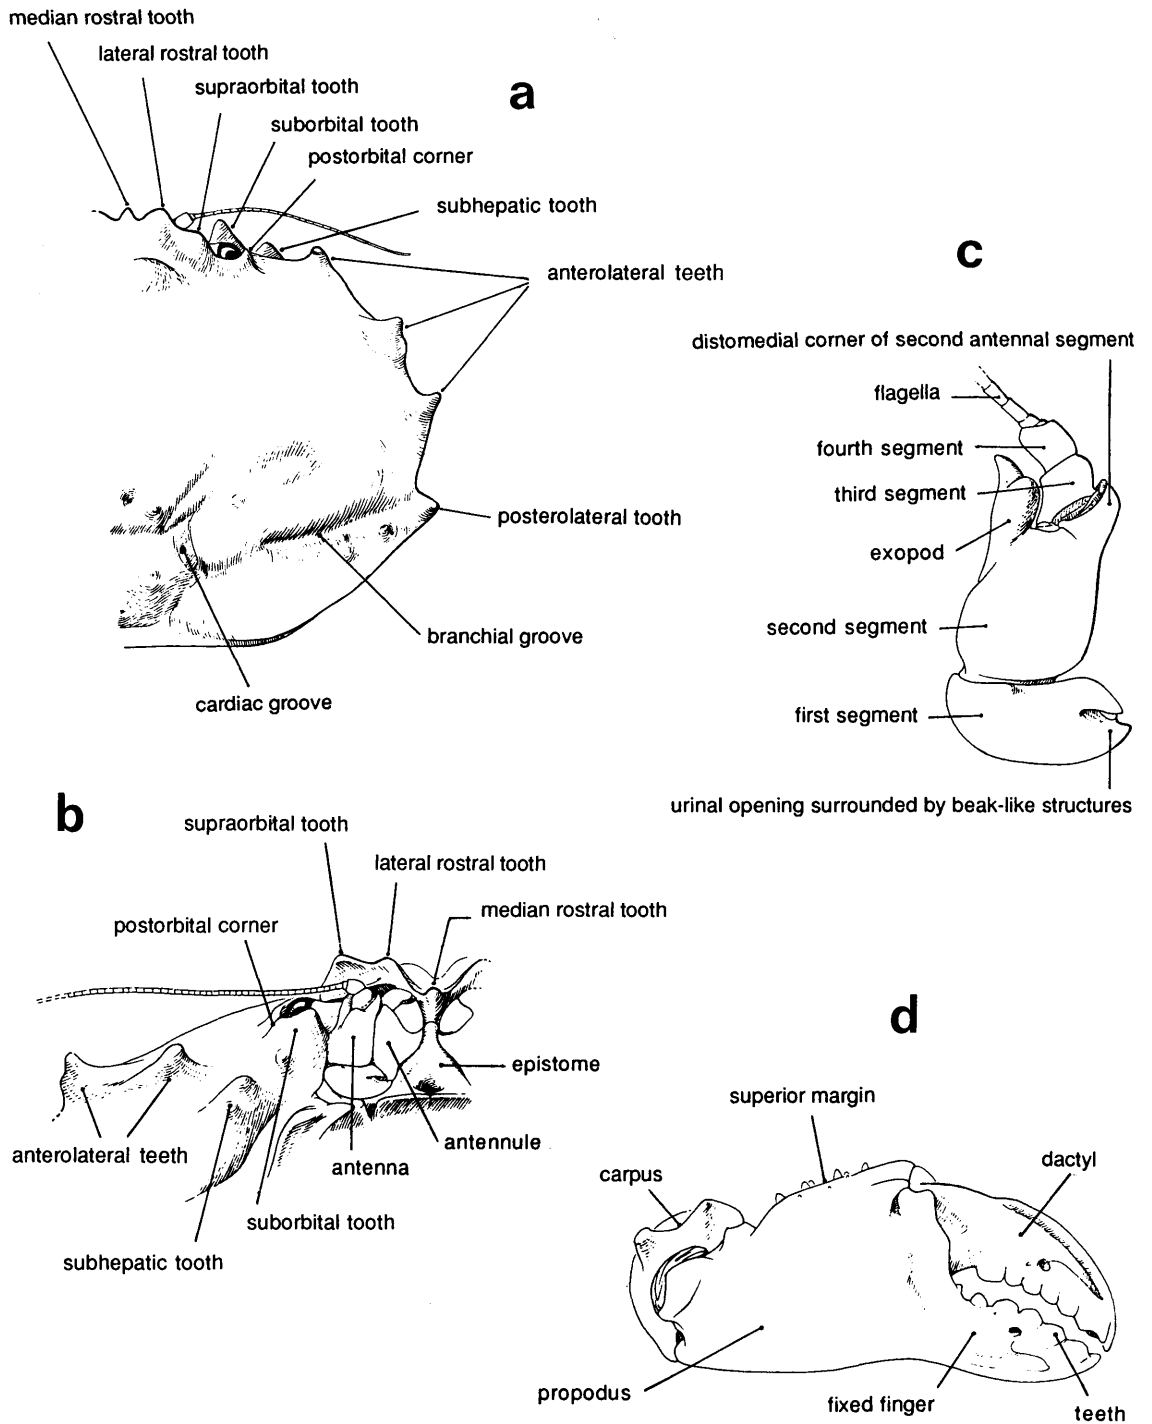 median rostral tooth
lateral rostral tooth
supraorbital tooth
a
suborbital tooth
postorbital corner
subhepatic tooth
anterolateral teeth
posterolateral tooth
branchial groove
cardiac groove
c
distomedial corner of second antennal segment
flagella
fourth segment
third segment
exopod
second segment
first segment
urinal opening surrounded by beak-like structures
b
supraorbital tooth
lateral rostral tooth
median rostral tooth
postorbital corner
epistome
antennule
anterolateral teeth
antenna
suborbital tooth
subhepatic tooth
d
superior margin
carpus
dactyl
propodus
fixed finger
teeth